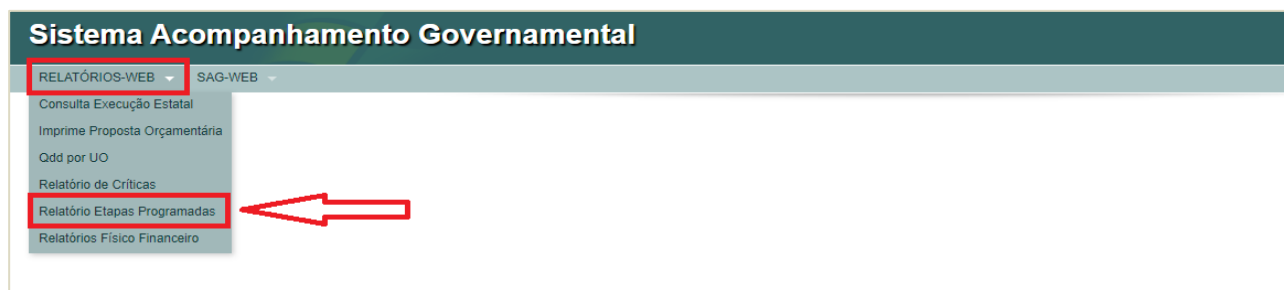 Sistema Acompanhamento Governamental
RELATÓRIOS-WEB SAG-WEB
Consulta Execução Estatal
Imprime Proposta Orçamentária
Qdd por UO
Relatório de Críticas
Relatório Etapas Programadas
Relatórios Físico Financeiro